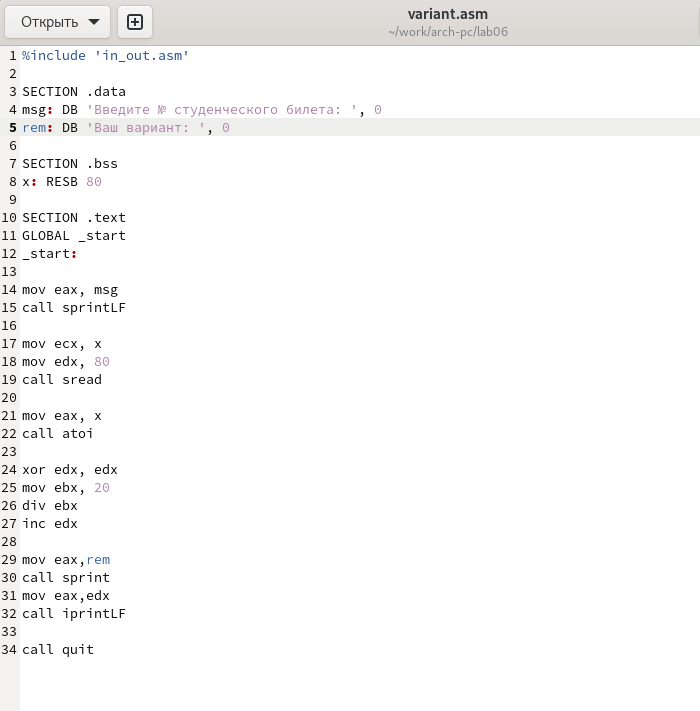 Открыть
variant.asm
~/work/arch-pc/lab06
1 %include 'in_out.asm'
2
3 SECTION .data
4 msg: DB 'Введите № студенческого билета: ', 0
5 rem: DB 'Ваш вариант: ', 0
6
7 SECTION .bss
8 x: RESB 80
9
10 SECTION .text
11 GLOBAL _start
12 _start:
13
14 mov eax, msg
15 call sprintLF
16
17 mov ecx, x
18 mov edx, 80
19 call sread
20
21 mov eax, x
22 call atoi
23
24 xor edx, edx
25 mov ebx, 20
26 div ebx
27 inc edx
28
29 mov eax,rem
30 call sprint
31 mov eax,edx
32 call iprintLF
33
34 call quit